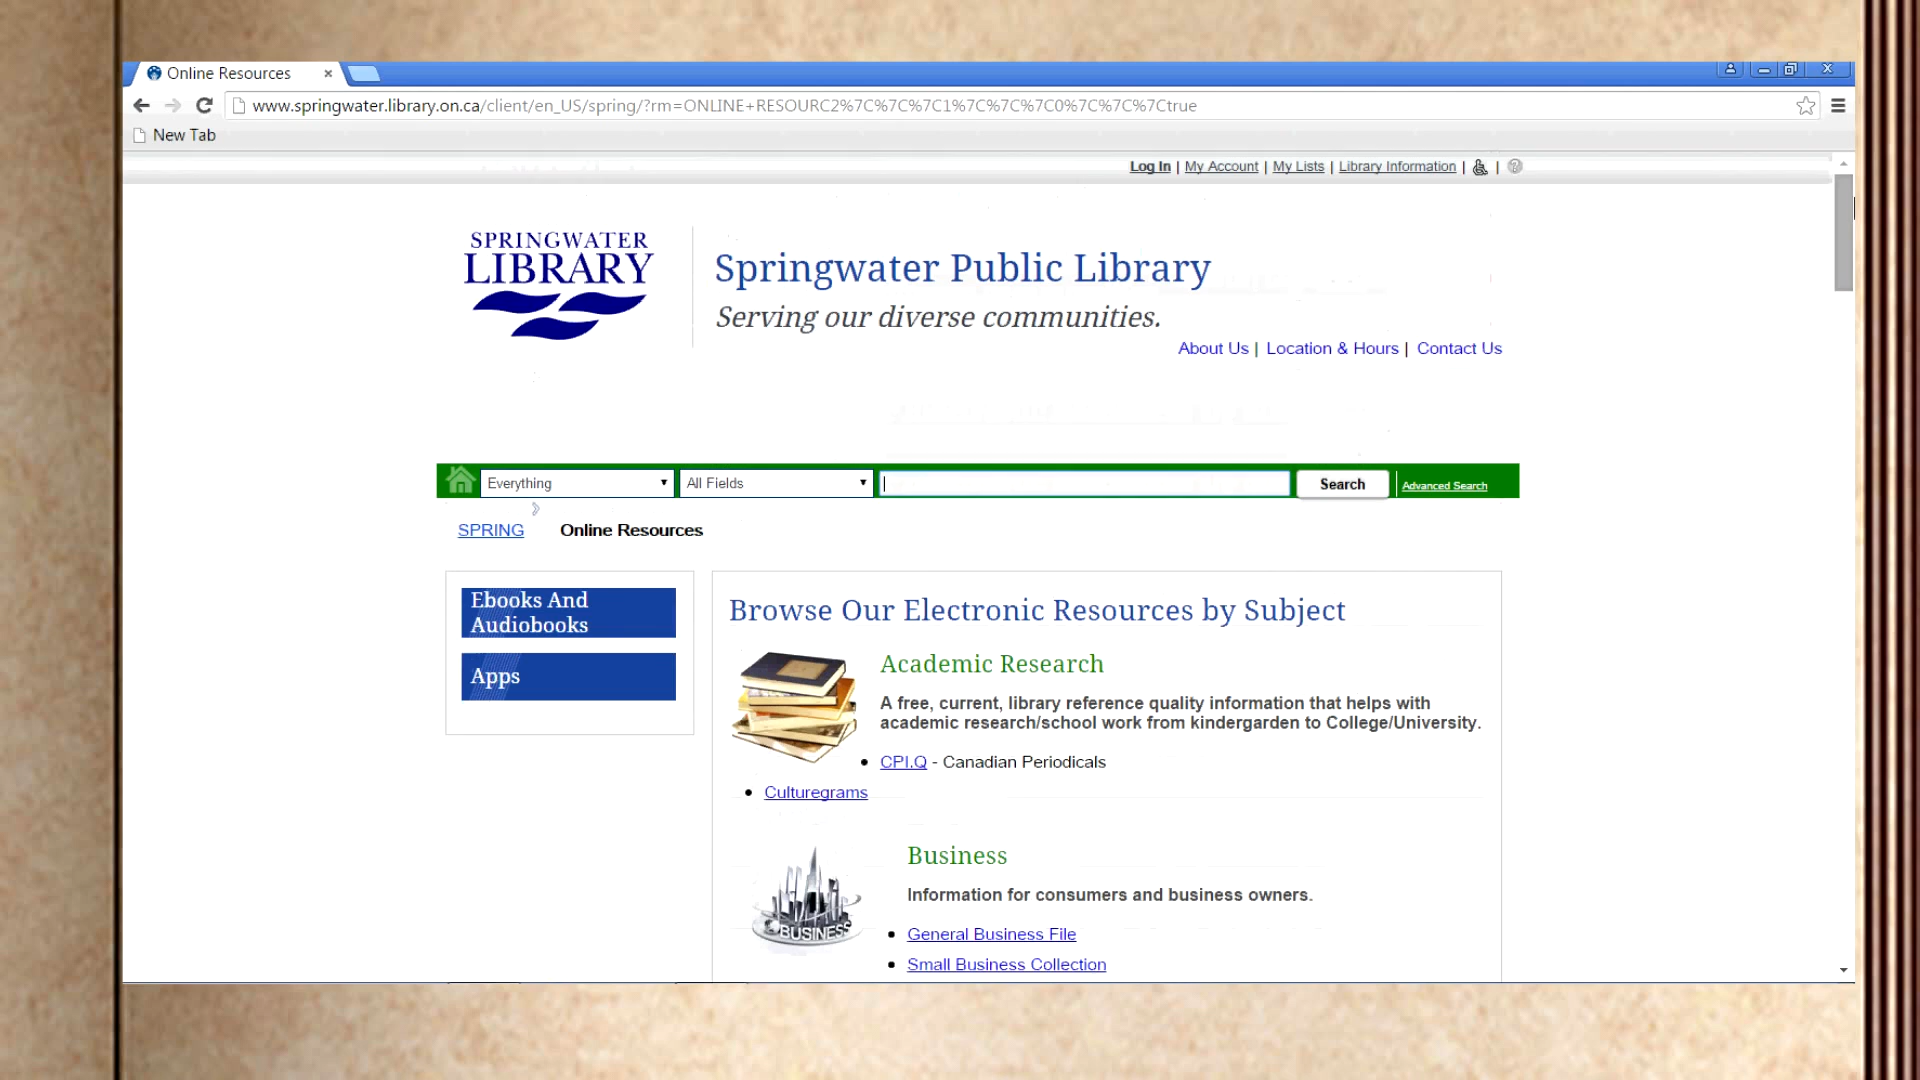 Online Resources
www.springwater.library.on.ca/client/en_US/spring/?rm=ONLINE+RESOURC2%7C%7C%7C1%7C%7C%7C0%7C%7C%7Ctrue
New Tab
Log In | My Account | My Lists | Library Information | |
SPRINGWATER
LIBRARY
Springwater Public Library
Serving our diverse communities.
About Us | Location & Hours | Contact Us
Everything All Fields Search Advanced Search
SPRING Online Resources
Ebooks And
Audiobooks
Apps
Browse Our Electronic Resources by Subject
Academic Research
A free, current, library reference quality information that helps with
academic research/school work from kindergarden to College/University.
• CPI.Q - Canadian Periodicals
• Culturegrams
BUSINESS
Business
Information for consumers and business owners.
• General Business File
• Small Business Collection